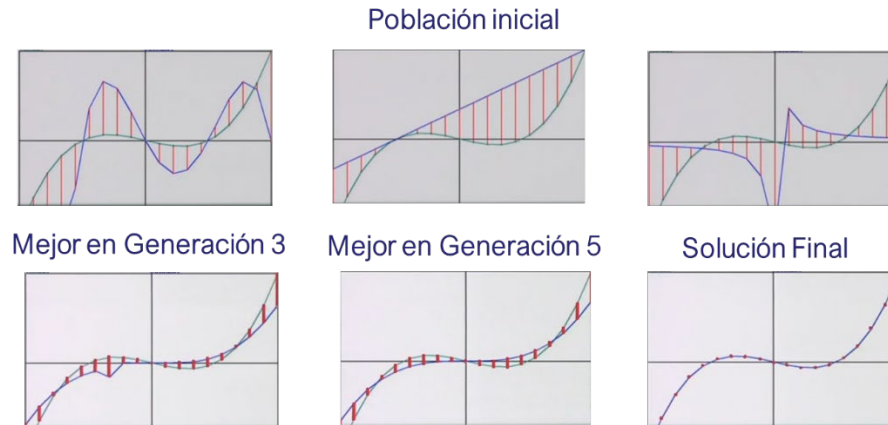 Población inicial
Mejor en Generación 3
Mejor en Generación 5
Solución Final